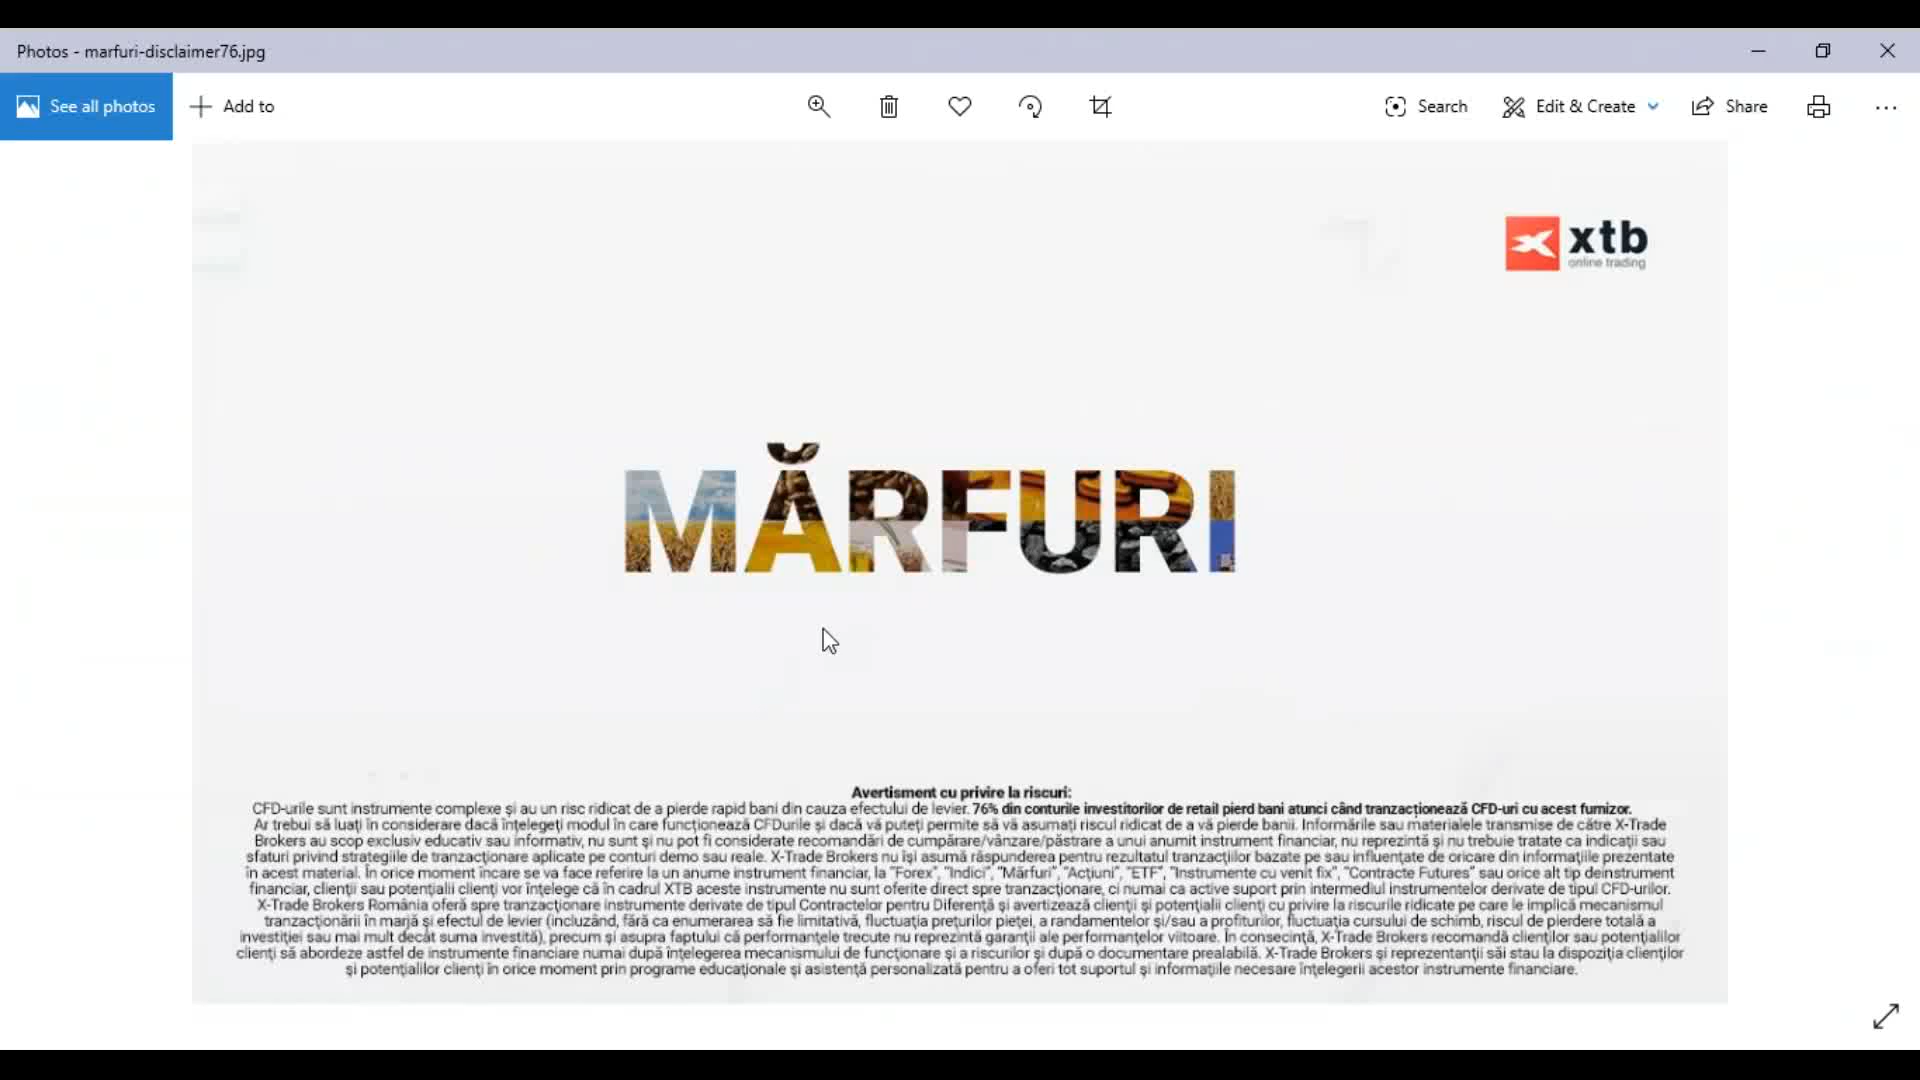 Photos - marfuri-disclaimer76.jpg
See all photos
Add to
Search
Edit & Create
Share
xtb
online trading
MĂRFURI
Avertisment cu privire la riscuri:
CFD-urile sunt instrumente complexe și au un risc ridicat de a pierde rapid bani din cauza efectului de levier. 76% din conturile investitorilor de retail pierd bani atunci când tranzacționează CFD-uri cu acest furnizor.
Ar trebui să luați în considerare dacă înțelegeți modul în care funcționează CFDurile și dacă vă puteți permite să vă asumați riscul ridicat de a vă pierde banii. Informările sau materialele transmise de către X-Trade
Brokers au scop exclusiv educativ sau informativ, nu sunt și nu pot fi considerate recomandări de cumpărare/vânzare/păstrare a unui anumit instrument financiar, nu reprezintă și nu trebuie tratate ca indicații sau
sfaturi privind strategiile de tranzacționare aplicate pe conturi demo sau reale. X-Trade Brokers nu își asumă răspunderea pentru rezultatul tranzacțiilor bazate pe sau influențate de oricare din informațiile prezentate
în acest material. În orice moment incare se va face referire la un anume instrument financiar, la "Forex", "Indici", "Mărfuri", "Acțiuni", "ETF", "Instrumente cu venit fix", "Contracte Futures" sau orice alt tip deinstrument
financiar, clienții sau potențialii clienți vor înțelege că în cadrul XTB aceste instrumente nu sunt oferite direct spre tranzacționare, ci numai ca active suport prin intermediul instrumentelor derivate de tipul CFD-urilor.
X-Trade Brokers România oferă spre tranzacționare instrumente derivate de tipul Contractelor pentru Diferență și avertizează clienții și potențialii clienți cu privire la riscurile ridicate pe care le implică mecanismul
tranzacționării în marjă și efectul de levier (incluzând, fără ca enumerarea să fie limitativă, fluctuația prețurilor pieței, a randamentelor și/sau a profiturilor, fluctuația cursului de schimb, riscul de pierdere totală a
investiției sau mai mult decât suma investită), precum și asupra faptului că performanțele trecute nu reprezintă garanții ale performanțelor viitoare. În consecință, X-Trade Brokers recomandă clienților sau potențialilor
clienți să abordeze astfel de instrumente financiare numai după înțelegerea mecanismului de funcționare și a riscurilor și după o documentare prealabilă. X-Trade Brokers și reprezentanții săi stau la dispoziția clienților
și potențialilor clienți în orice moment prin programe educaționale și asistență personalizată pentru a oferi tot suportul și informațiile necesare înțelegerii acestor instrumente financiare.